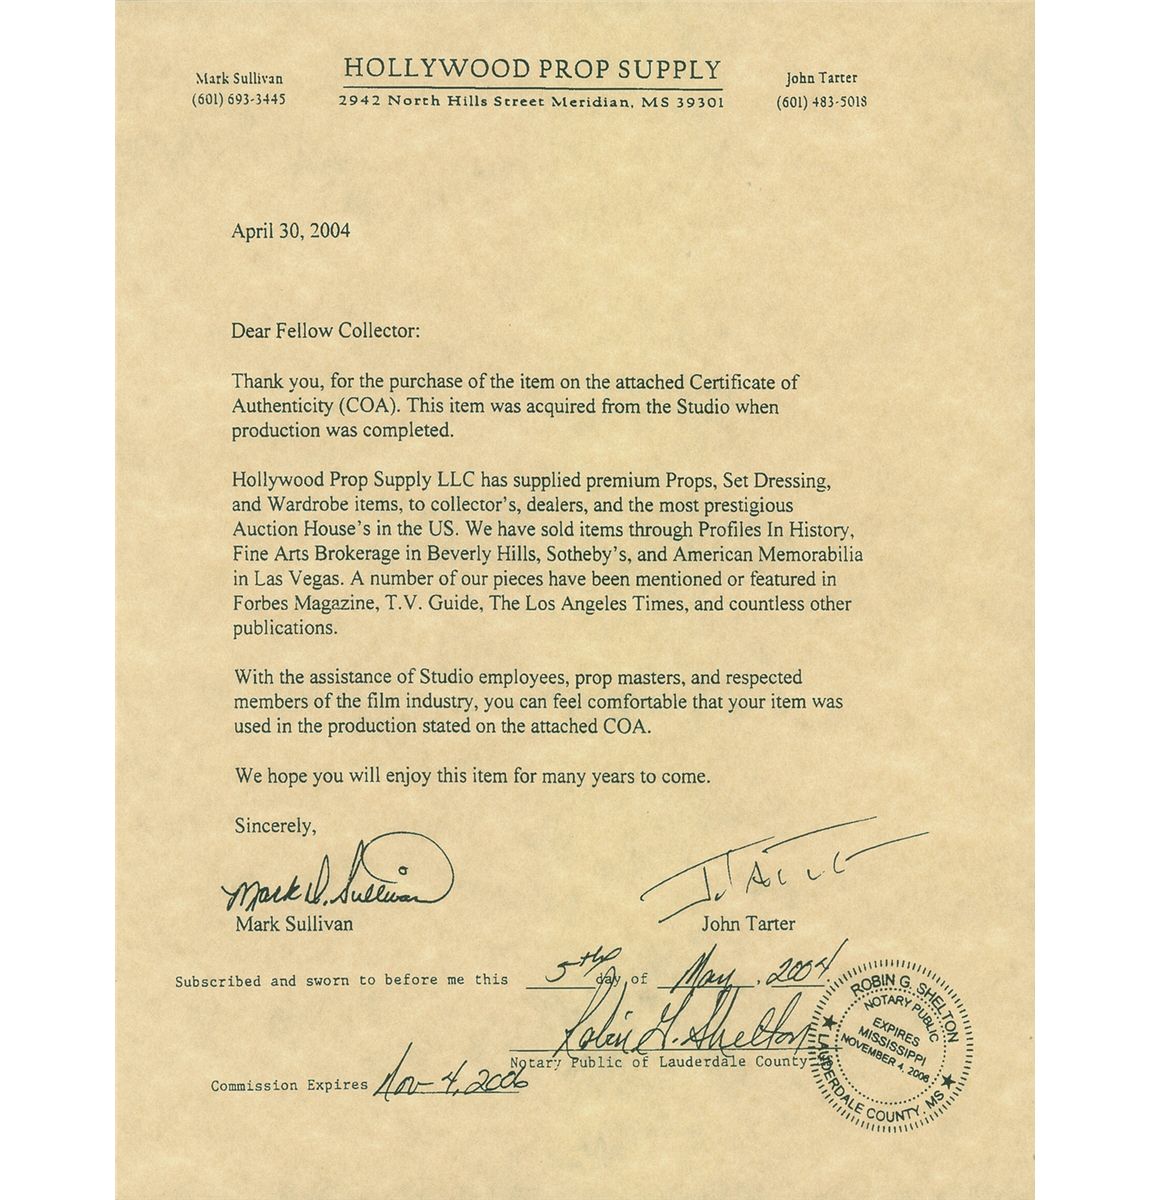 HOLLYWOOD PROP SUPPLY
Mark Sullivan
(601) 693-3445
2942 North Hills Street Meridian, MS 39301
John Tarter
(601) 483-5018
April 30, 2004
Dear Fellow Collector:
Thank you, for the purchase of the item on the attached Certificate of
Authenticity (COA). This item was acquired from the Studio when
production was completed.
Hollywood Prop Supply LLC has supplied premium Props, Set Dressing,
and Wardrobe items, to collector's, dealers, and the most prestigious
Auction House's in the US. We have sold items through Profiles In History,
Fine Arts Brokerage in Beverly Hills, Sotheby's, and American Memorabilia
in Las Vegas. A number of our pieces have been mentioned or featured in
Forbes Magazine, T.V. Guide, The Los Angeles Times, and countless other
publications.
With the assistance of Studio employees, prop masters, and respected
members of the film industry, you can feel comfortable that your item was
used in the production stated on the attached COA.
We hope you will enjoy this item for many years to come.
Sincerely,
Mark D. Sullivan
Mark Sullivan
J. Tarter
John Tarter
Subscribed and sworn to before me this 5th day of May, 2004.
Robin G. Shelton
Notary Public of Lauderdale County
Commission Expires Nov 4, 2006
ROBIN G. SHELTON
NOTARY PUBLIC
EXPIRES
MISSISSIPPI
NOVEMBER 4, 2006
LAUDERDALE COUNTY, MS